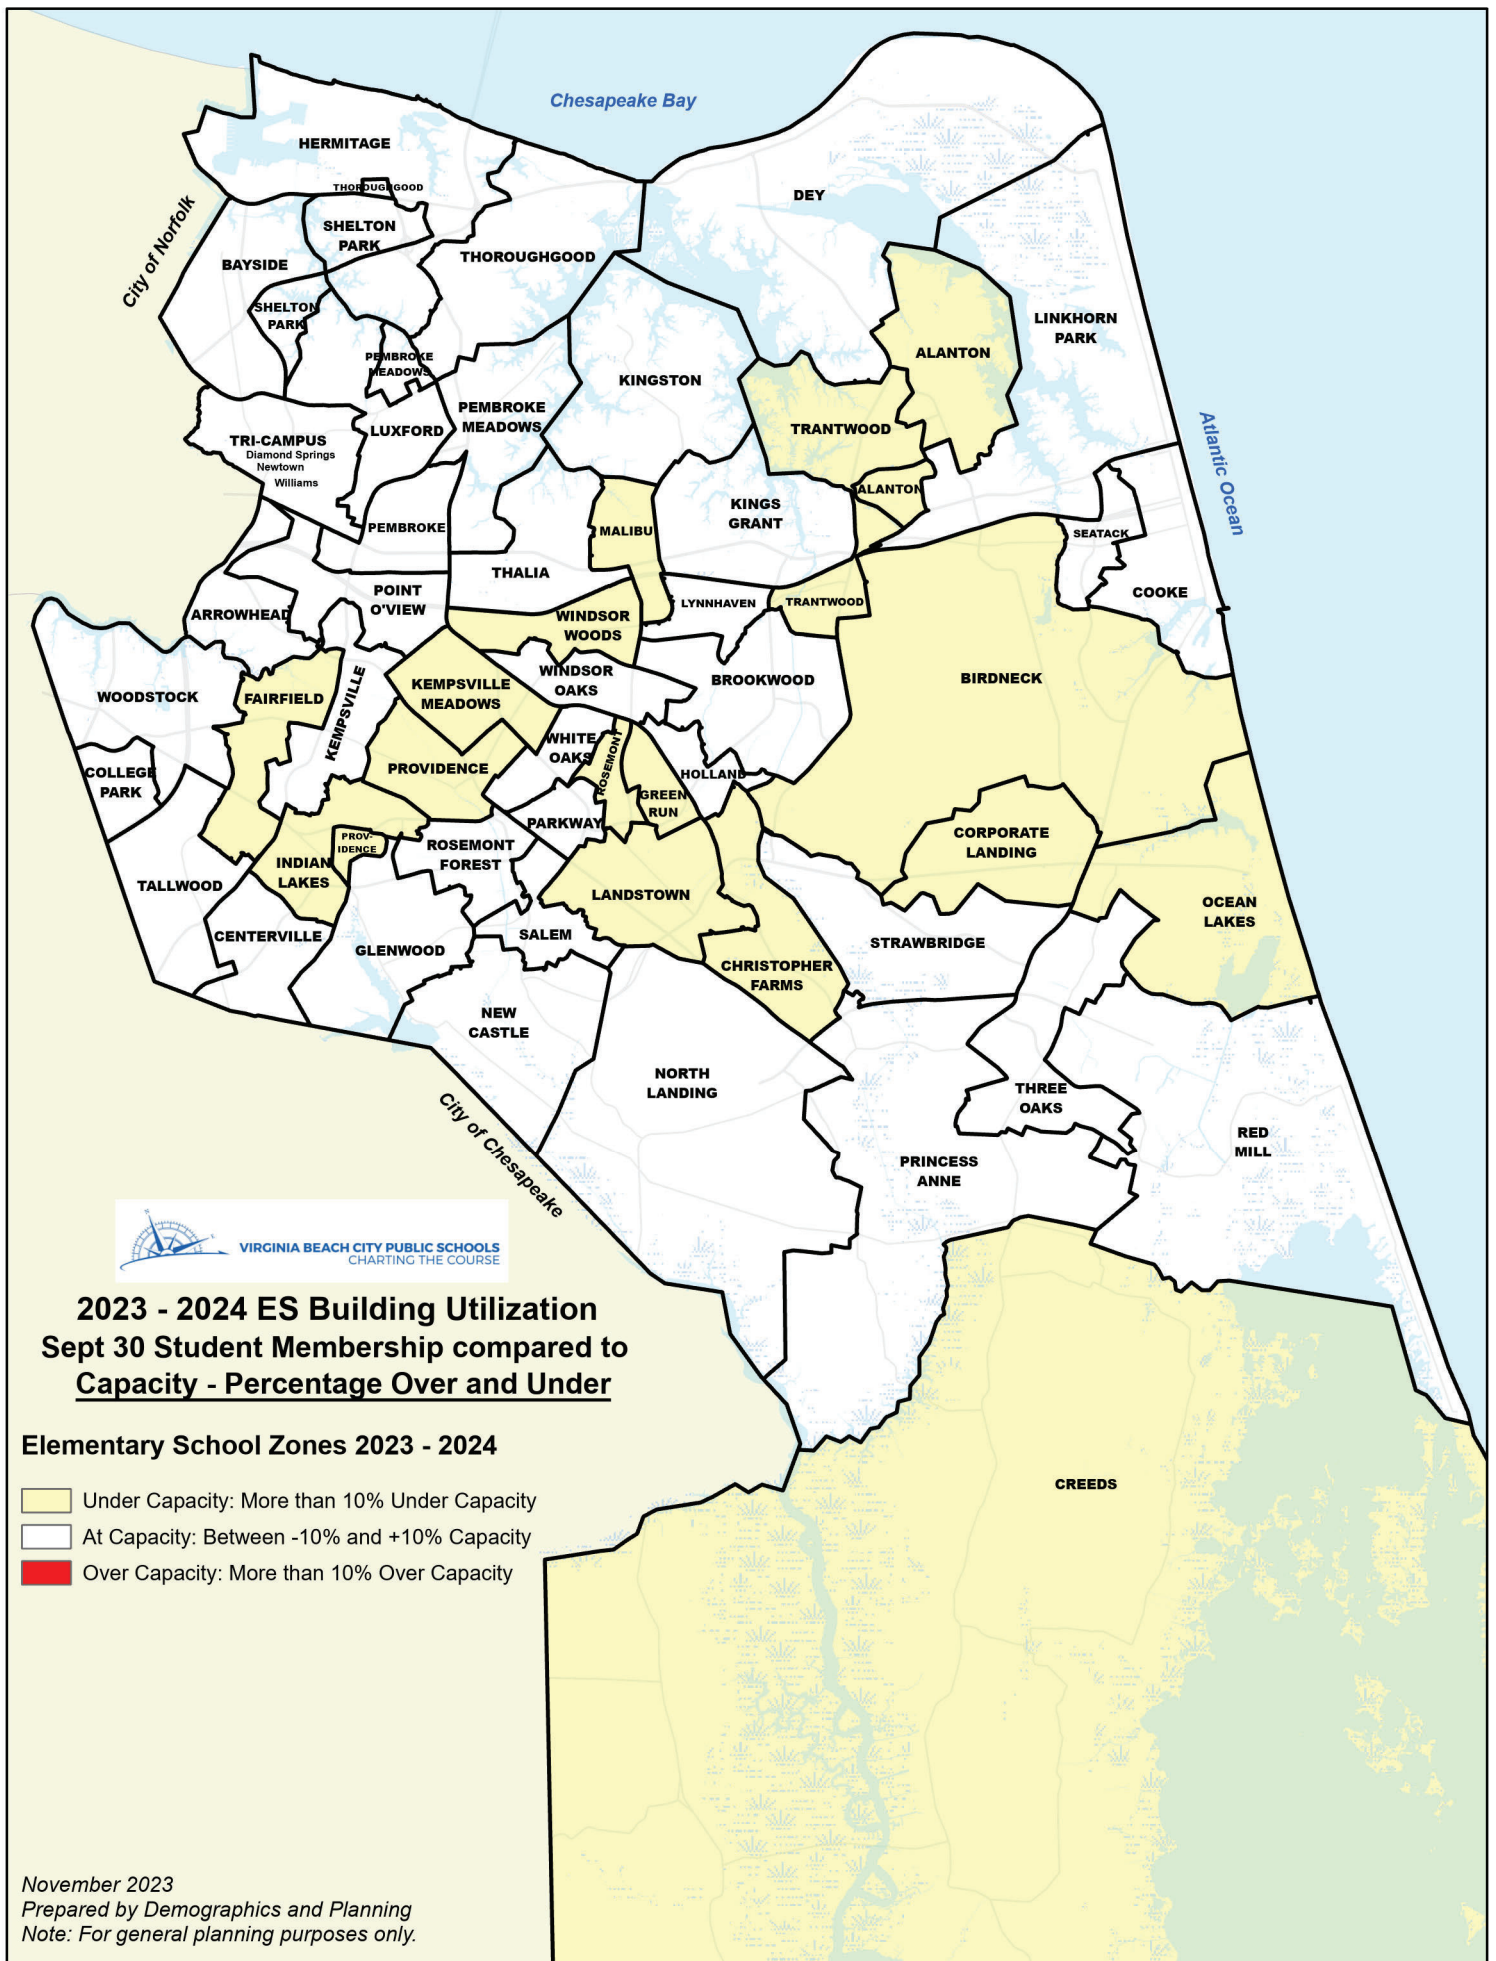 Chesapeake Bay
HERMITAGE
THOROUGHGOOD
DEY
City of Norfolk
SHELTON
PARK
THOROUGHGOOD
BAYSIDE
SHELTON
PARK
LINKHORN
PARK
ALANTON
PEMBROKE
MEADOWS
KINGSTON
PEMBROKE
MEADOWS
TRANTWOOD
LUXFORD
TRI-CAMPUS
Diamond Springs
Newtown
Williams
Atlantic Ocean
ALANTON
KINGS
GRANT
PEMBROKE
MALIBU
SEATACK
THALIA
COOKE
POINT
O'VIEW
LYNNHAVEN
TRANTWOOD
ARROWHEAD
WINDSOR
WOODS
WINDSOR
OAKS
BROOKWOOD
BIRDNECK
KEMPSVILLE
MEADOWS
WOODSTOCK
FAIRFIELD
KEMPSVILLE
WHITE
OAKS
ROSEMONT
PROVIDENCE
COLLEGE
PARK
HOLLAND
GREEN
RUN
PARKWAY
PROV-
IDENCE
ROSEMONT
FOREST
CORPORATE
LANDING
INDIAN
LAKES
TALLWOOD
LANDSTOWN
OCEAN
LAKES
CENTERVILLE
GLENWOOD
SALEM
STRAWBRIDGE
CHRISTOPHER
FARMS
NEW
CASTLE
NORTH
LANDING
THREE
OAKS
City of Chesapeake
RED
MILL
PRINCESS
ANNE
VIRGINIA BEACH CITY PUBLIC SCHOOLS
CHARTING THE COURSE
2023 - 2024 ES Building Utilization
Sept 30 Student Membership compared to
Capacity - Percentage Over and Under
Elementary School Zones 2023 - 2024
Under Capacity: More than 10% Under Capacity
At Capacity: Between -10% and +10% Capacity
Over Capacity: More than 10% Over Capacity
CREEDS
November 2023
Prepared by Demographics and Planning
Note: For general planning purposes only.